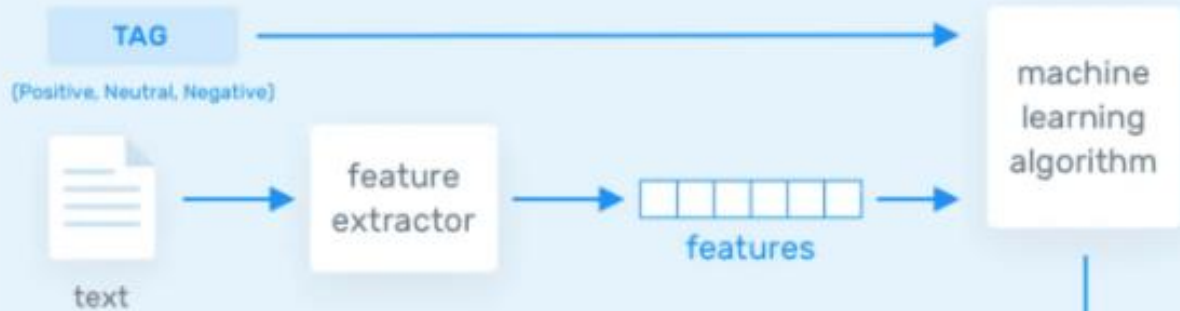 TAG
(Positive, Neutral, Negative)
machine
learning
algorithm
feature
extractor
features
text